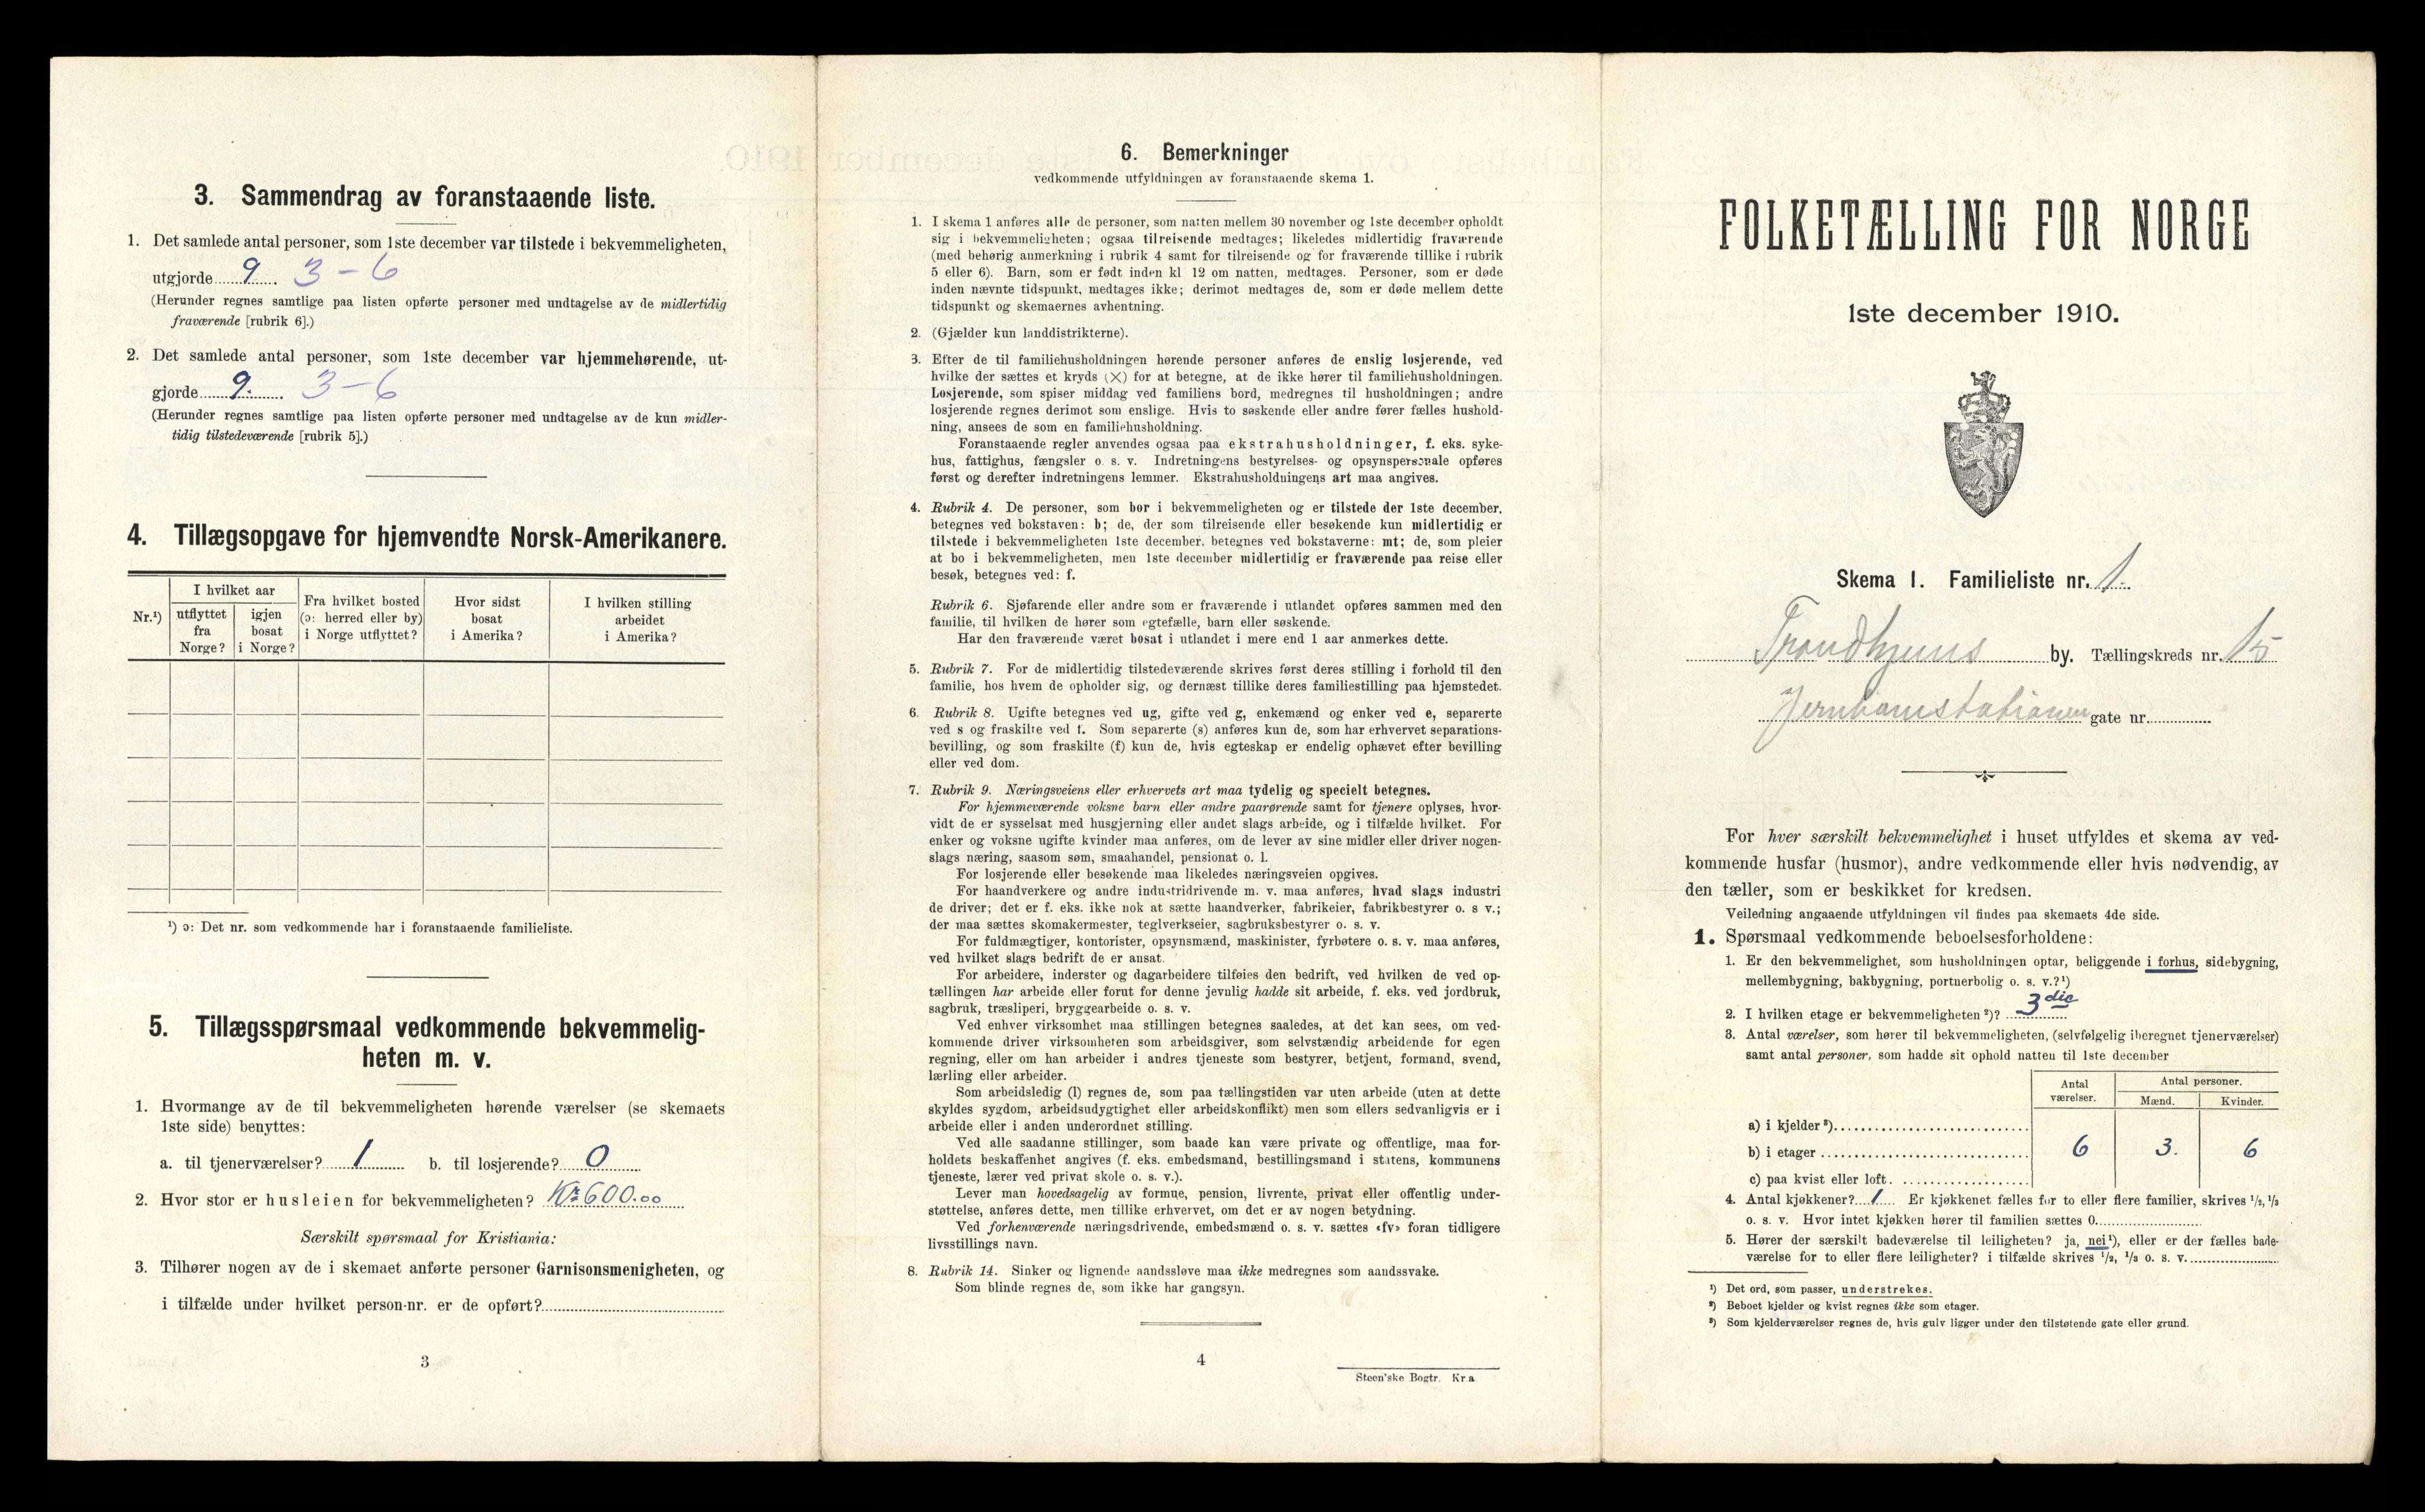 3. Sammendrag av foranstaaende liste.
1. Det samlede antal personer, som 1ste december var tilstede i bekvemmeligheten,
utgjorde 9. 3-6
(Herunder regnes samtlige paa listen opførte personer med undtagelse av de midlertidig
fraværende [rubrik 6].)
2. Det samlede antal personer, som 1ste december var hjemmehørende, ut-
gjorde 9. 3-6
(Herunder regnes samtlige paa listen opførte personer med undtagelse av de kun midler-
tidig tilstedeværende [rubrik 5].)
4. Tillægsopgave for hjemvendte Norsk-Amerikanere.
Nr.¹)
I hvilket aar
utflyttet fra Norge?
igjen bosat i Norge?
Fra hvilket bosted (ɔ: herred eller by) i Norge utflyttet?
Hvor sidst bosat i Amerika?
I hvilken stilling arbeidet i Amerika?
¹) ɔ: Det nr. som vedkommende har i foranstaaende familieliste.
5. Tillægsspørsmaal vedkommende bekvemmelig-
heten m. v.
1. Hvormange av de til bekvemmeligheten hørende værelser (se skemaets
1ste side) benyttes:
a. til tjenerværelser? 1 b. til losjerende? 0
2. Hvor stor er husleien for bekvemmeligheten? Kr 600.00
Særskilt spørsmaal for Kristiania:
3. Tilhører nogen av de i skemaet anførte personer Garnisonsmenigheten, og
i tilfælde under hvilket person-nr. er de opført?
3
6. Bemerkninger
vedkommende utfyldningen av foranstaaende skema 1.
1. I skema 1 anføres alle de personer, som natten mellem 30 november og 1ste december opholdt
sig i bekvemmeligheten; ogsaa tilreisende medtages; likeledes midlertidig fraværende
(med behørig anmerkning i rubrik 4 samt for tilreisende og for fraværende tillike i rubrik
5 eller 6). Barn, som er født inden kl 12 om natten, medtages. Personer, som er døde
inden nævnte tidspunkt, medtages ikke; derimot medtages de, som er døde mellem dette
tidspunkt og skemaernes avhentning.
2. (Gjælder kun landdistrikterne).
3. Efter de til familiehusholdningen hørende personer anføres de enslig losjerende, ved
hvilke der sættes et kryds (×) for at betegne, at de ikke hører til familiehusholdningen.
Losjerende, som spiser middag ved familiens bord, medregnes til husholdningen; andre
losjerende regnes derimot som enslige. Hvis to søskende eller andre fører fælles hushold-
ning, ansees de som en familiehusholdning.
Foranstaaende regler anvendes ogsaa paa ekstrahusholdninger, f. eks. syke-
hus, fattighus, fængsler o. s. v. Indretningens bestyrelses- og opsynspersonale opføres
først og derefter indretningens lemmer. Ekstrahusholdningens art maa angives.
4. Rubrik 4. De personer, som bor i bekvemmeligheten og er tilstede der 1ste december,
betegnes ved bokstaven: b; de, der som tilreisende eller besøkende kun midlertidig er
tilstede i bekvemmeligheten 1ste december, betegnes ved bokstaverne: mt; de, som pleier
at bo i bekvemmeligheten, men 1ste december midlertidig er fraværende paa reise eller
besøk, betegnes ved: f.
Rubrik 6. Sjøfarende eller andre som er fraværende i utlandet opføres sammen med den
familie, til hvilken de hører som egtefælle, barn eller søskende.
Har den fraværende været bosat i utlandet i mere end 1 aar anmerkes dette.
5. Rubrik 7. For de midlertidig tilstedeværende skrives først deres stilling i forhold til den
familie, hos hvem de opholder sig, og dernæst tillike deres familiestilling paa hjemstedet.
6. Rubrik 8. Ugifte betegnes ved ug, gifte ved g, enkemænd og enker ved e, separerte
ved s og fraskilte ved f. Som separerte (s) anføres kun de, som har erhvervet separations-
bevilling, og som fraskilte (f) kun de, hvis egteskap er endelig ophævet efter bevilling
eller ved dom.
7. Rubrik 9. Næringsveiens eller erhvervets art maa tydelig og specielt betegnes.
For hjemmeværende voksne barn eller andre paarørende samt for tjenere oplyses, hvor-
vidt de er sysselsat med husgjerning eller andet slags arbeide, og i tilfælde hvilket. For
enker og voksne ugifte kvinder maa anføres, om de lever av sine midler eller driver nogen-
slags næring, saasom søm, smaahandel, pensionat o. l.
For losjerende eller besøkende maa likeledes næringsveien opgives.
For haandverkere og andre industridrivende m. v. maa anføres, hvad slags industri
de driver; det er f. eks. ikke nok at sætte haandverker, fabrikeier, fabrikbestyrer o. s v.;
der maa sættes skomakermester, teglverkseier, sagbruksbestyrer o. s. v.
For fuldmægtiger, kontorister, opsynsmænd, maskinister, fyrbøtere o. s. v. maa anføres,
ved hvilket slags bedrift de er ansat.
For arbeidere, inderster og dagarbeidere tilføies den bedrift, ved hvilken de ved op-
tællingen har arbeide eller forut for denne jevnlig hadde sit arbeide, f. eks. ved jordbruk,
sagbruk, træsliperi, bryggearbeide o. s. v.
Ved enhver virksomhet maa stillingen betegnes saaledes, at det kan sees, om ved-
kommende driver virksomheten som arbeidsgiver, som selvstændig arbeidende for egen
regning, eller om han arbeider i andres tjeneste som bestyrer, betjent, formand, svend,
lærling eller arbeider.
Som arbeidsledig (l) regnes de, som paa tællingstiden var uten arbeide (uten at dette
skyldes sygdom, arbeidsudygtighet eller arbeidskonflikt) men som ellers sedvanligvis er i
arbeide eller i anden underordnet stilling.
Ved alle saadanne stillinger, som baade kan være private og offentlige, maa for-
holdets beskaffenhet angives (f. eks. embedsmand, bestillingsmand i statens, kommunens
tjeneste, lærer ved privat skole o. s. v.).
Lever man hovedsagelig av formue, pension, livrente, privat eller offentlig under-
støttelse, anføres dette, men tillike erhvervet, om det er av nogen betydning.
Ved forhenværende næringsdrivende, embedsmænd o. s. v. sættes «fv» foran tidligere
livsstillings navn.
8. Rubrik 14. Sinker og lignende aandssløve maa ikke medregnes som aandssvake.
Som blinde regnes de, som ikke har gangsyn.
4
Steen'ske Bogtr. Kr.a
FOLKETÆLLING FOR NORGE
1ste december 1910.
Skema 1. Familieliste nr. 1.
Trondhjems by. Tællingskreds nr. 15
Jernbanestationen gate nr.
For hver særskilt bekvemmelighet i huset utfyldes et skema av ved-
kommende husfar (husmor), andre vedkommende eller hvis nødvendig, av
den tæller, som er beskikket for kredsen.
Veiledning angaaende utfyldningen vil findes paa skemaets 4de side.
1. Spørsmaal vedkommende beboelsesforholdene:
1. Er den bekvemmelighet, som husholdningen optar, beliggende i forhus, sidebygning,
mellembygning, bakbygning, portnerbolig o. s. v.?¹)
2. I hvilken etage er bekvemmeligheten ²)? 3die
3. Antal værelser, som hører til bekvemmeligheten, (selvfølgelig iberegnet tjenerværelser)
samt antal personer, som hadde sit ophold natten til 1ste december
Antal værelser. Antal personer.
Mænd. Kvinder.
a) i kjelder ³)
b) i etager 6 3. 6
c) paa kvist eller loft.
4. Antal kjøkkener? 1 Er kjøkkenet fælles for to eller flere familier, skrives 1/2, 1/3
o. s. v. Hvor intet kjøkken hører til familien sættes 0.
5. Hører der særskilt badeværelse til leiligheten? ja, nei ¹), eller er der fælles bade-
værelse for to eller flere leiligheter? i tilfælde skrives 1/2, 1/3 o. s. v.
¹) Det ord, som passer, understrekes.
²) Beboet kjelder og kvist regnes ikke som etager.
³) Som kjelderværelser regnes de, hvis gulv ligger under den tilstøtende gate eller grund.